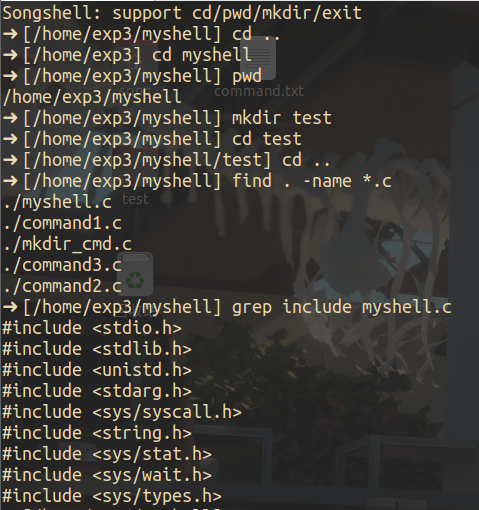 Songshell: support cd/pwd/mkdir/exit
➜ [/home/exp3/myshell] cd ..
➜ [/home/exp3] cd myshell
➜ [/home/exp3/myshell] pwd
command.txt
/home/exp3/myshell
➜ [/home/exp3/myshell] mkdir test
➜ [/home/exp3/myshell] cd test
➜ [/home/exp3/myshell/test] cd ..
➜ [/home/exp3/myshell] find . -name *.c
test
./myshell.c
./command1.c
./mkdir_cmd.c
./command3.c
./command2.c
➜ [/home/exp3/myshell] grep include myshell.c
#include <stdio.h>
#include <stdlib.h>
#include <unistd.h>
#include <stdarg.h>
#include <sys/syscall.h>
#include <string.h>
#include <sys/stat.h>
#include <sys/wait.h>
#include <sys/types.h>